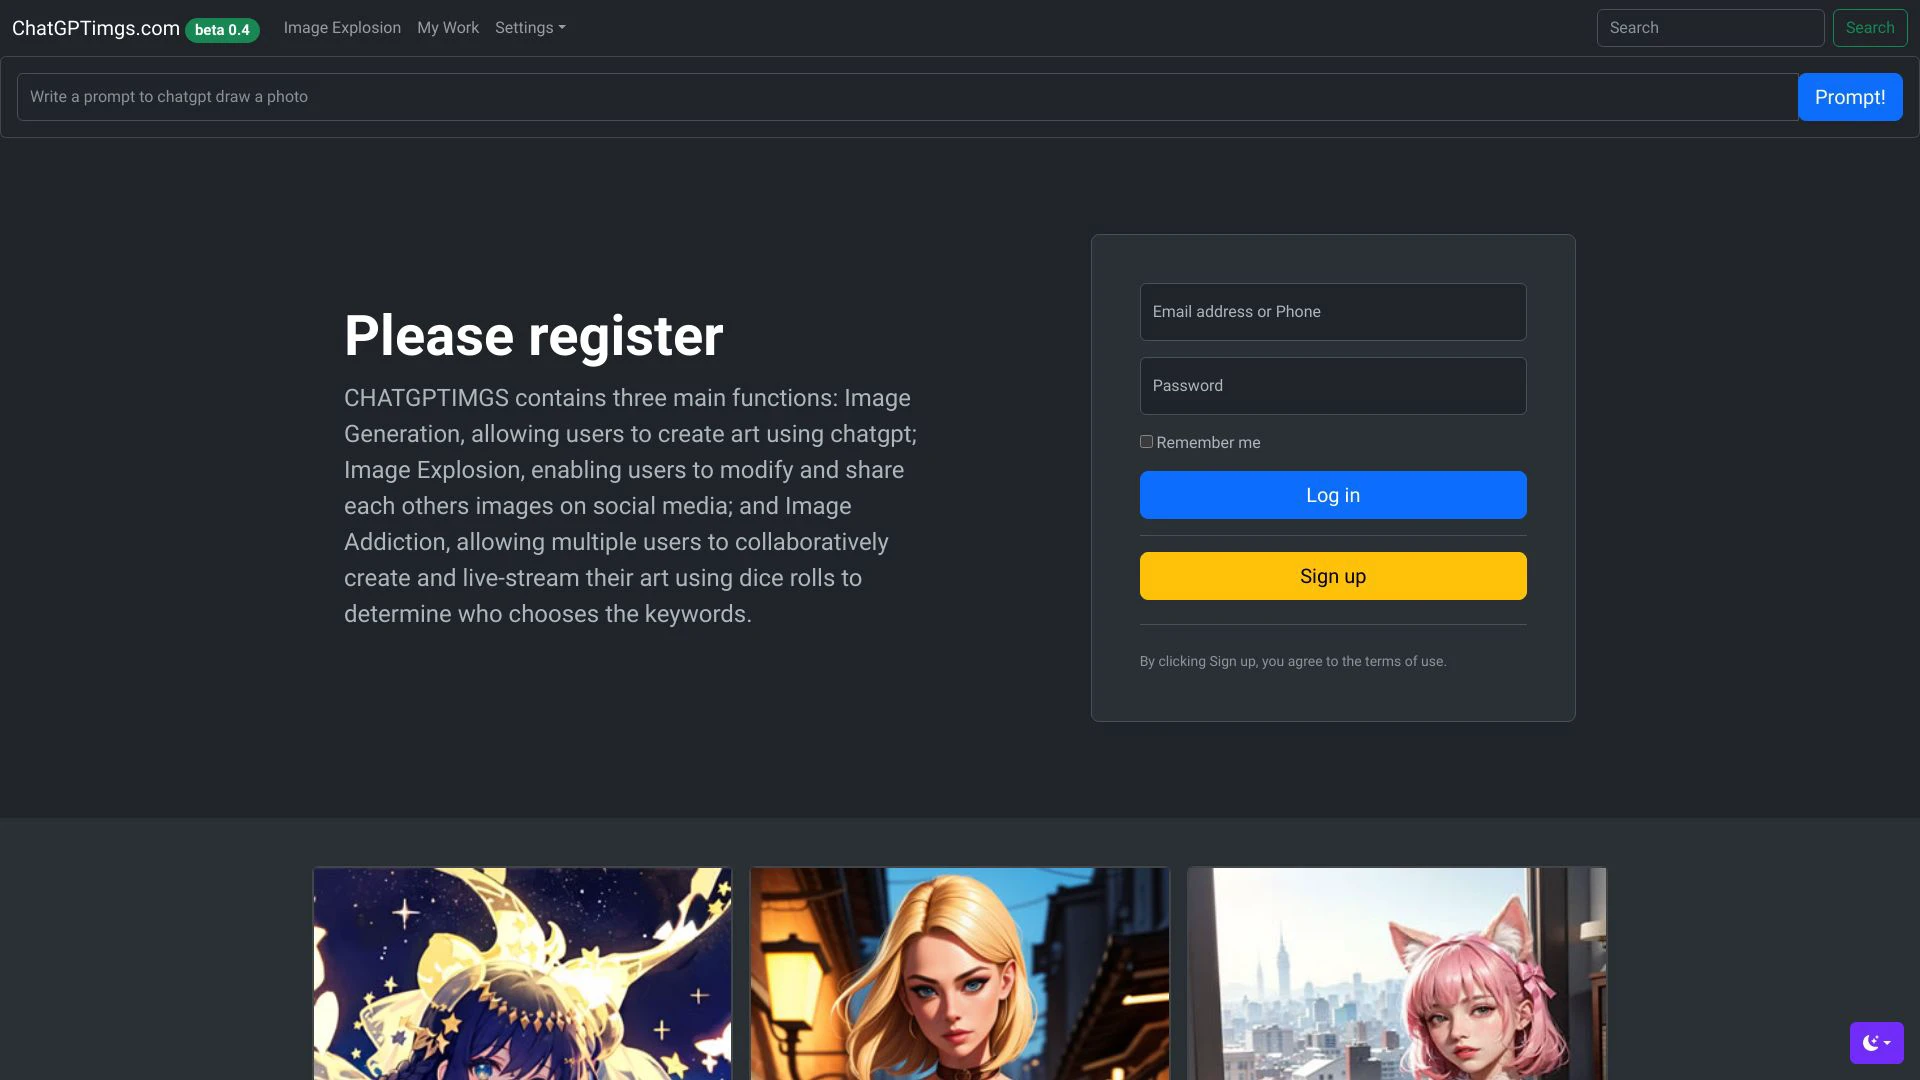 ChatGPTimgs.com beta 0.4 Image Explosion My Work Settings Search Search
Write a prompt to chatgpt draw a photo Prompt!
Please register
CHATGPTIMGS contains three main functions: Image
Generation, allowing users to create art using chatgpt;
Image Explosion, enabling users to modify and share
each others images on social media; and Image
Addiction, allowing multiple users to collaboratively
create and live-stream their art using dice rolls to
determine who chooses the keywords.
Email address or Phone
Password
Remember me
Log in
Sign up
By clicking Sign up, you agree to the terms of use.